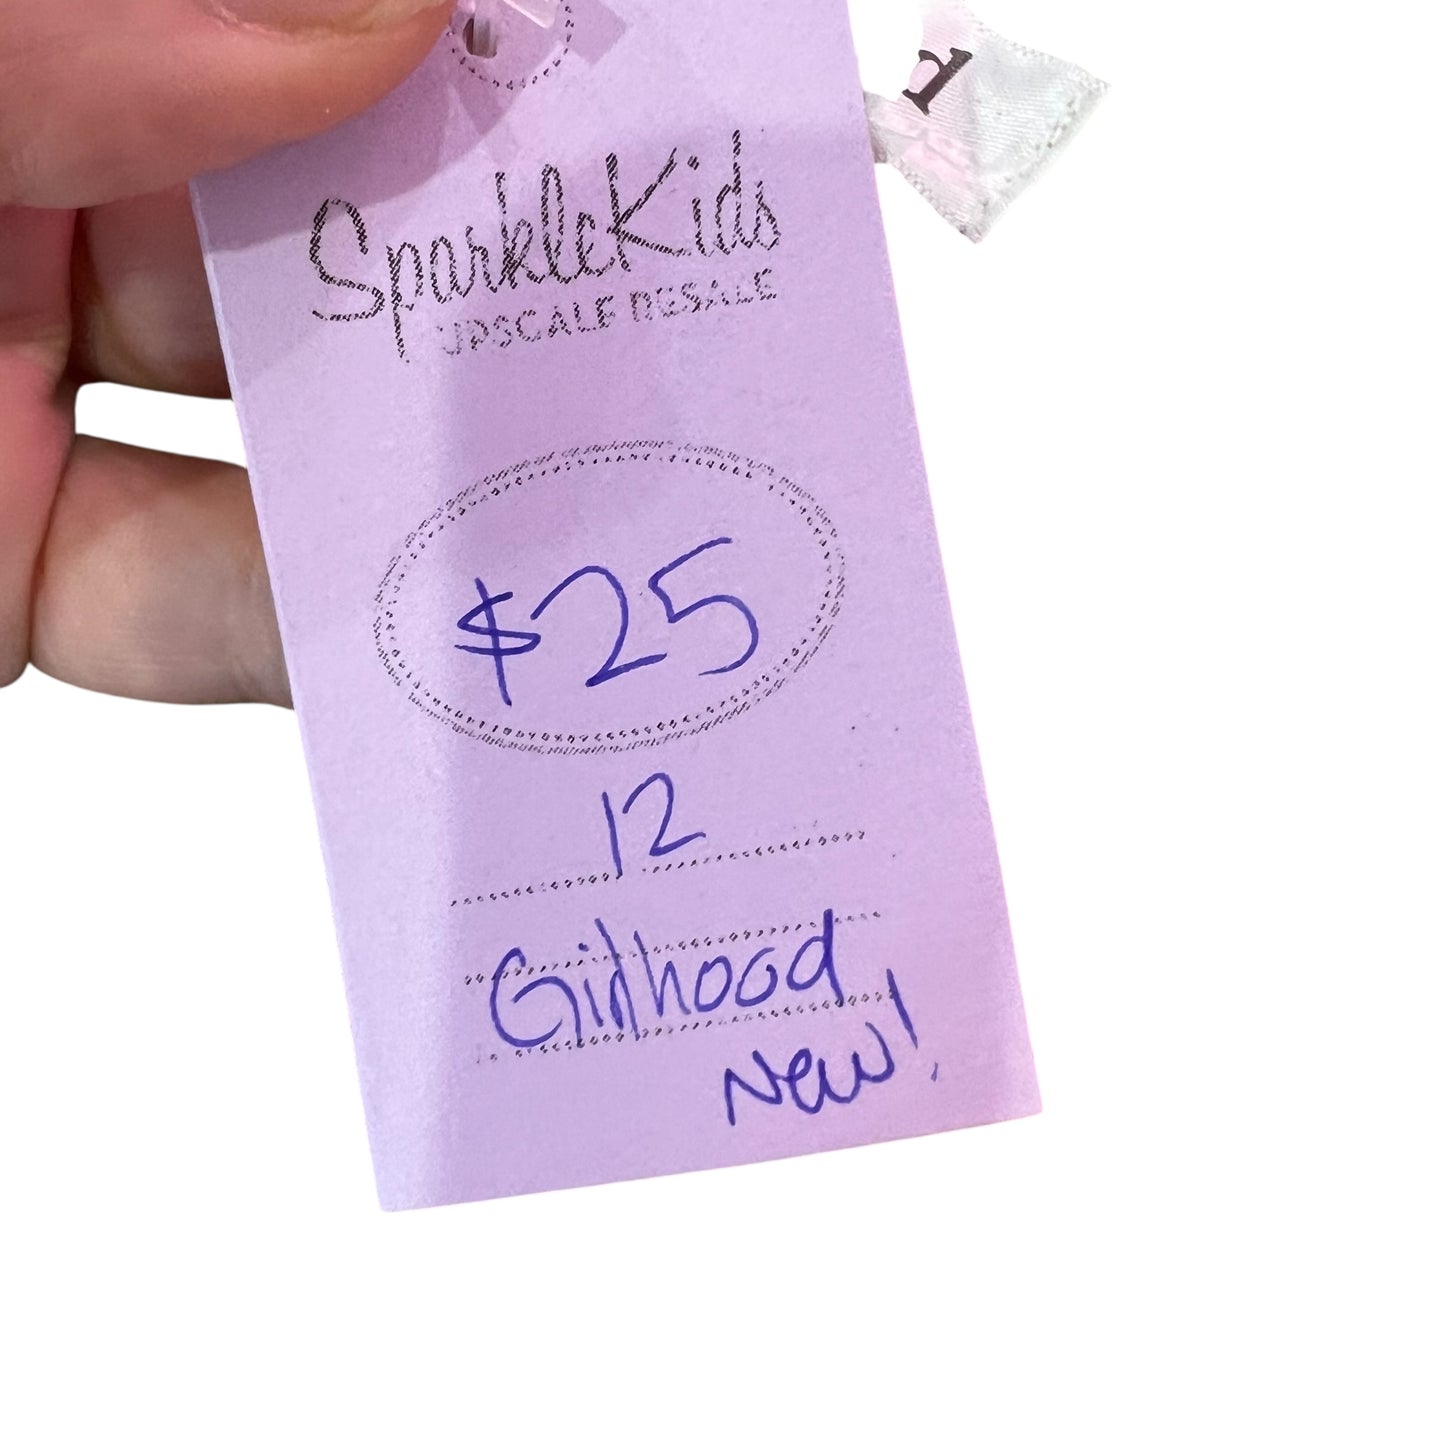 SparkleKids
UPSCALE RESALE
$25
12
Girlhood
New!